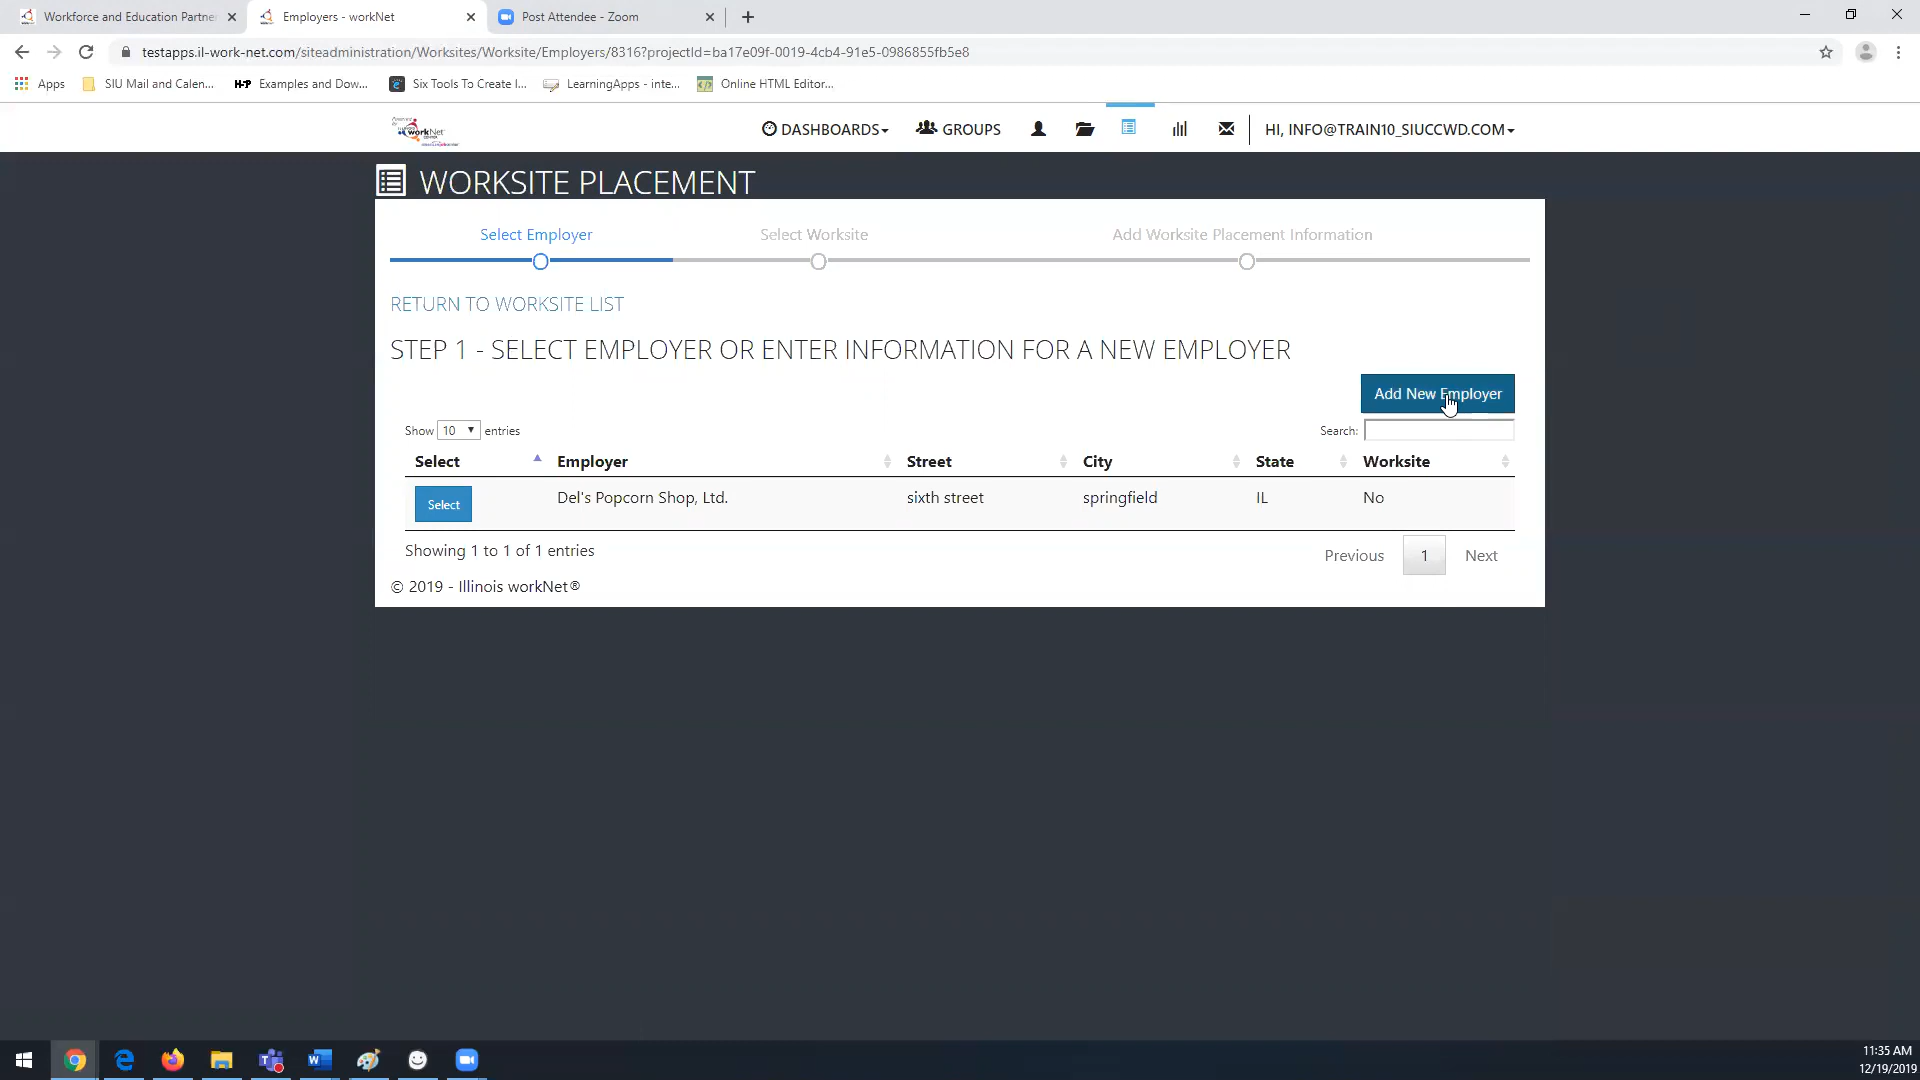 Workforce and Education Partner
Employers - workNet
Post Attendee - Zoom
testapps.il-work-net.com/siteadministration/Worksites/Worksite/Employers/8316?projectId=ba17e09f-0019-4cb4-91e5-0986855fb5e8
Apps
SIU Mail and Calen...
H-P Examples and Dow...
Six Tools To Create I...
LearningApps - inte...
Online HTML Editor...
workNet
DASHBOARDS
GROUPS
HI, INFO@TRAIN10_SIUCCWD.COM
WORKSITE PLACEMENT
Select Employer
Select Worksite
Add Worksite Placement Information
RETURN TO WORKSITE LIST
STEP 1 - SELECT EMPLOYER OR ENTER INFORMATION FOR A NEW EMPLOYER
Add New Employer
Show 10 entries
Search:
Select Employer Street City State Worksite
Select Del's Popcorn Shop, Ltd. sixth street springfield IL No
Showing 1 to 1 of 1 entries
Previous 1 Next
© 2019 - Illinois workNet®
11:35 AM
12/19/2019